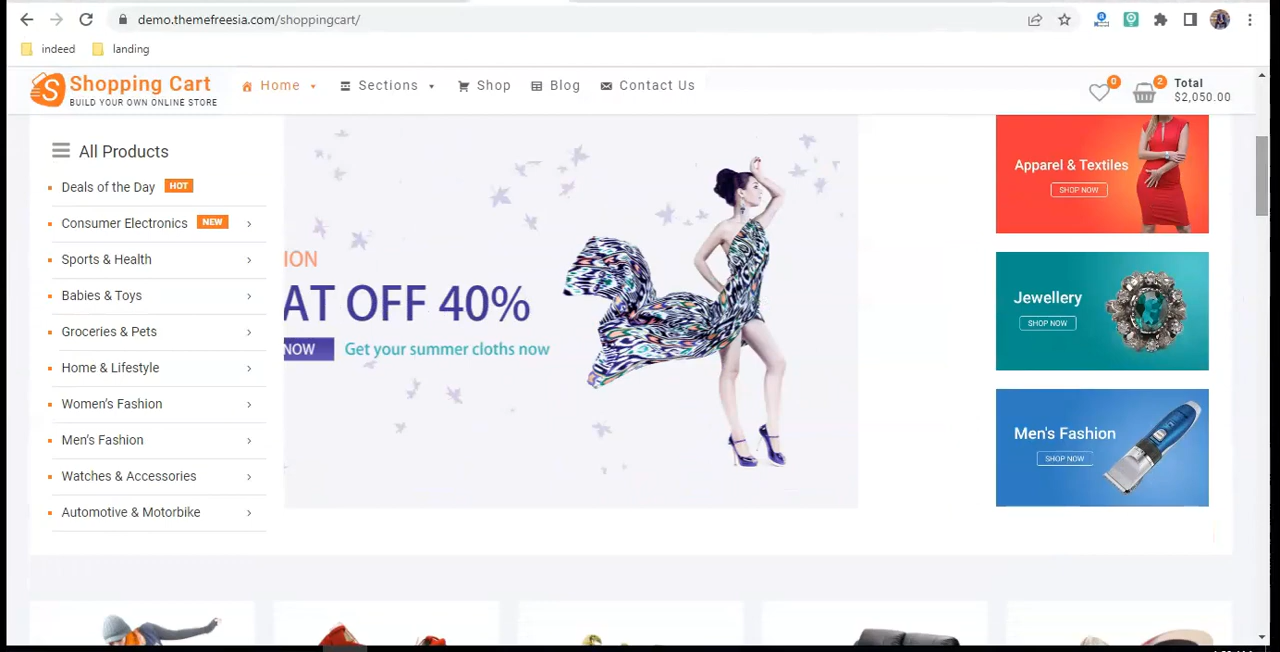 demo.themefreesia.com/shoppingcart/
indeed
landing
Shopping Cart
BUILD YOUR OWN ONLINE STORE
Home
Sections
Shop
Blog
Contact Us
0
2
Total
$2,050.00
All Products
Deals of the Day HOT
Consumer Electronics NEW
Sports & Health
Babies & Toys
Groceries & Pets
Home & Lifestyle
Women's Fashion
Men's Fashion
Watches & Accessories
Automotive & Motorbike
ION
AT OFF 40%
NOW
Get your summer cloths now
Apparel & Textiles
SHOP NOW
Jewellery
SHOP NOW
Men's Fashion
SHOP NOW